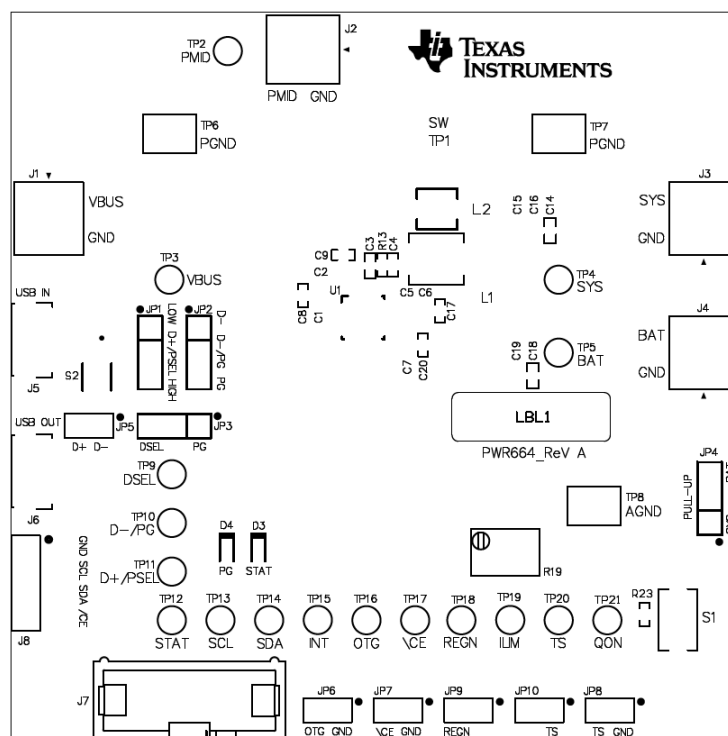 TP2
PMID
J2
PMID GND
TEXAS
INSTRUMENTS
TP6
PGND
SW
TP1
TP7
PGND
J1
VBUS
GND
J3
SYS
GND
L2
C15
C16
C14
C9
C3
R13
C4
C2
TP3
VBUS
U1
C8
C1
C5 C6
L1
C17
TP4
SYS
USB IN
JP1
LOW D+/PSEL HIGH
JP2
D- D-/PG PG
J5
S2
C7
C20
C19
C18
TP5
BAT
J4
BAT
GND
LBL1
PWR664_ReV A
USB OUT
JP5
D+ D-
JP3
DSEL PG
J6
TP9
DSEL
TP10
D-/PG
TP11
D+/PSEL
D4
PG
D3
STAT
TP8
AGND
JP4
PULL-UP
R19
J8
GND SCL SDA /CE
TP12
STAT
TP13
SCL
TP14
SDA
TP15
INT
TP16
OTG
TP17
\CE
TP18
REGN
TP19
ILIM
TP20
TS
TP21
QON
R23
S1
J7
JP6
OTG GND
JP7
\CE GND
JP9
REGN
JP10
TS
JP8
TS GND